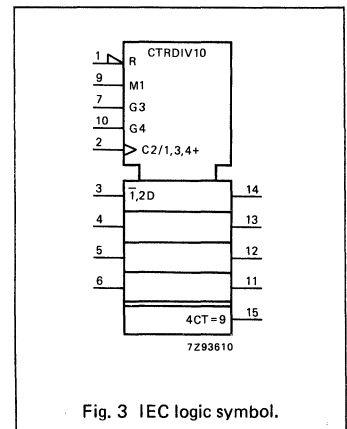 CTRDIV10
1 R
9 M1
7 G3
10 G4
2 C2/1,3,4+
3 1̅,2D 14
4 13
5 12
6 11
4CT=9 15
7Z93610
Fig. 3 IEC logic symbol.